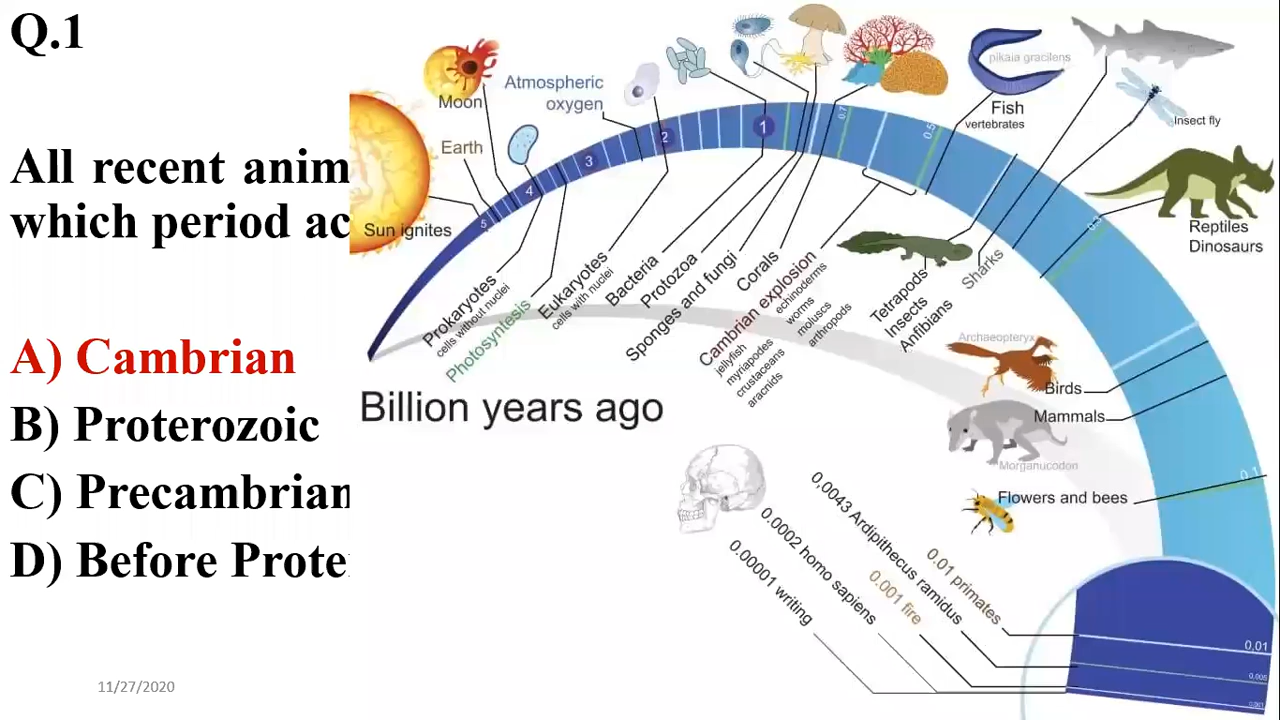 Q.1
All recent anim
which period ac
A) Cambrian
B) Proterozoic
C) Precambrian
D) Before Prote
11/27/2020
Moon
Earth
Sun ignites
Atmospheric
oxygen
5
4
3
2
1
0.5
0.1
pikaia gracilens
Fish
vertebrates
Insect fly
Reptiles
Dinosaurs
Prokaryotes
cells without nuclei
Photosyntesis
Eukaryotes
cells with nuclei
Bacteria
Protozoa
Sponges and fungi
Corals
Cambrian explosion
jellyfish
myriapodes
crustaceans
aracnids
echinoderms
worms
moluscs
arthropods
Tetrapods
Insects
Anfibians
Sharks
Billion years ago
Archaeopteryx
Birds
Mammals
Morganucodon
Flowers and bees
0,0043 Ardipithecus ramidus
0.0002 homo sapiens
0.00001 writing
0.01 primates
0.001 fire
0.01
0.005
0.001